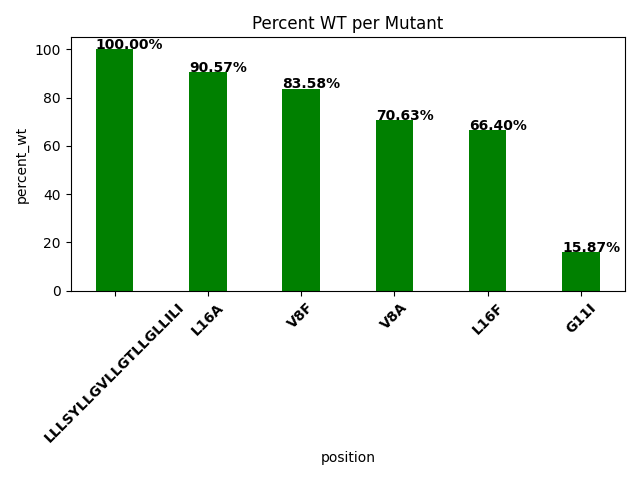 Percent WT per Mutant
percent_wt
100
80
60
40
20
0
100.00%
90.57%
83.58%
70.63%
66.40%
15.87%
LLLSYLLGVLLGTLLGLLILI
L16A
V8F
V8A
L16F
G11I
position